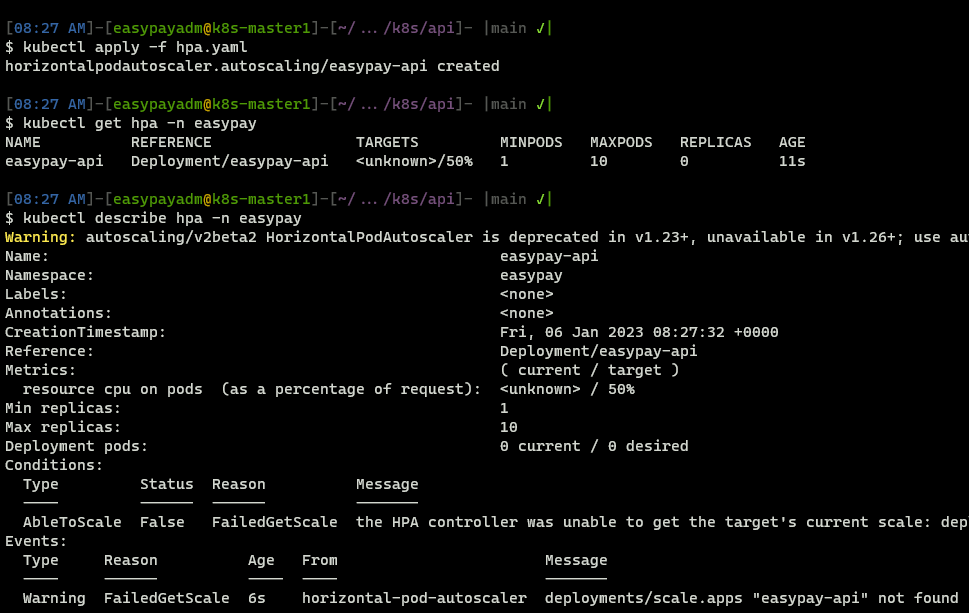 [08:27 AM]-[easypayadm@k8s-master1]-[~/ … /k8s/api]- |main ✓|
$ kubectl apply -f hpa.yaml
horizontalpodautoscaler.autoscaling/easypay-api created
[08:27 AM]-[easypayadm@k8s-master1]-[~/ … /k8s/api]- |main ✓|
$ kubectl get hpa -n easypay
NAME REFERENCE TARGETS MINPODS MAXPODS REPLICAS AGE
easypay-api Deployment/easypay-api <unknown>/50% 1 10 0 11s
[08:27 AM]-[easypayadm@k8s-master1]-[~/ … /k8s/api]- |main ✓|
$ kubectl describe hpa -n easypay
Warning: autoscaling/v2beta2 HorizontalPodAutoscaler is deprecated in v1.23+, unavailable in v1.26+; use au
Name: easypay-api
Namespace: easypay
Labels: <none>
Annotations: <none>
CreationTimestamp: Fri, 06 Jan 2023 08:27:32 +0000
Reference: Deployment/easypay-api
Metrics: ( current / target )
resource cpu on pods (as a percentage of request): <unknown> / 50%
Min replicas: 1
Max replicas: 10
Deployment pods: 0 current / 0 desired
Conditions:
Type Status Reason Message
---- ------ ------ -------
AbleToScale False FailedGetScale the HPA controller was unable to get the target's current scale: dep
Events:
Type Reason Age From Message
---- ------ ---- ---- -------
Warning FailedGetScale 6s horizontal-pod-autoscaler deployments/scale.apps "easypay-api" not found